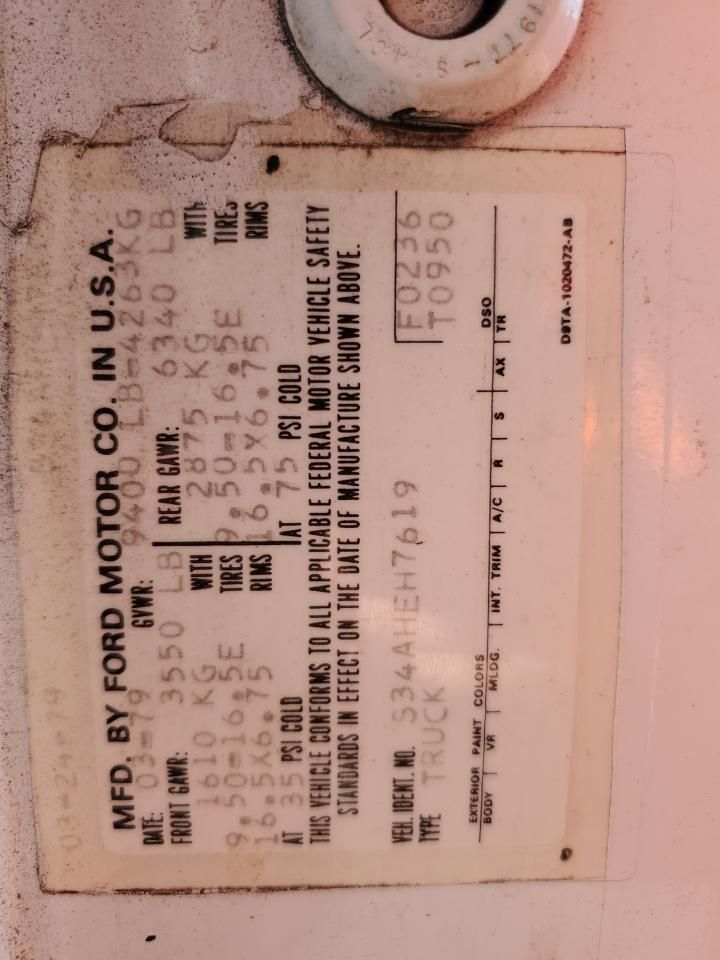 03-24-79
MFD. BY FORD MOTOR CO. IN U.S.A.
DATE: 03-79 GVWR: 9400 LB=4263KG
FRONT GAWR: 3550 LB REAR GAWR: 6340 LB
1610 KG WITH 2875 KG WITH
9.50-16.5E TIRES 9.50-16.5E TIRES
16.5X6.75 RIMS 16.5X6.75 RIMS
AT 35 PSI COLD AT 75 PSI COLD
THIS VEHICLE CONFORMS TO ALL APPLICABLE FEDERAL MOTOR VEHICLE SAFETY
STANDARDS IN EFFECT ON THE DATE OF MANUFACTURE SHOWN ABOVE.
VEH. IDENT. NO. S34AHEH7619 F0236
TYPE TRUCK T0950
EXTERIOR PAINT COLORS DSO
BODY VR MLDG. INT. TRIM A/C R S AX TR
D9TA-1020472-AB